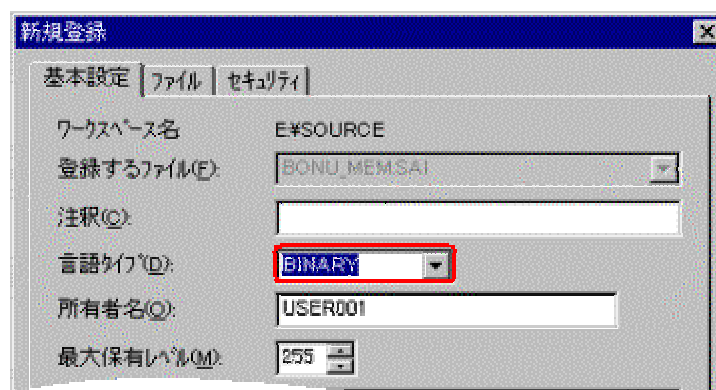 新規登録
基本設定 ファイル セキュリティ
ワークスペース名 E:¥SOURCE
登録するファイル(F): BONU_MEM.SAI
注釈(C):
言語タイプ(D): BINARY
所有者名(O): USER001
最大保有レベル(M): 255